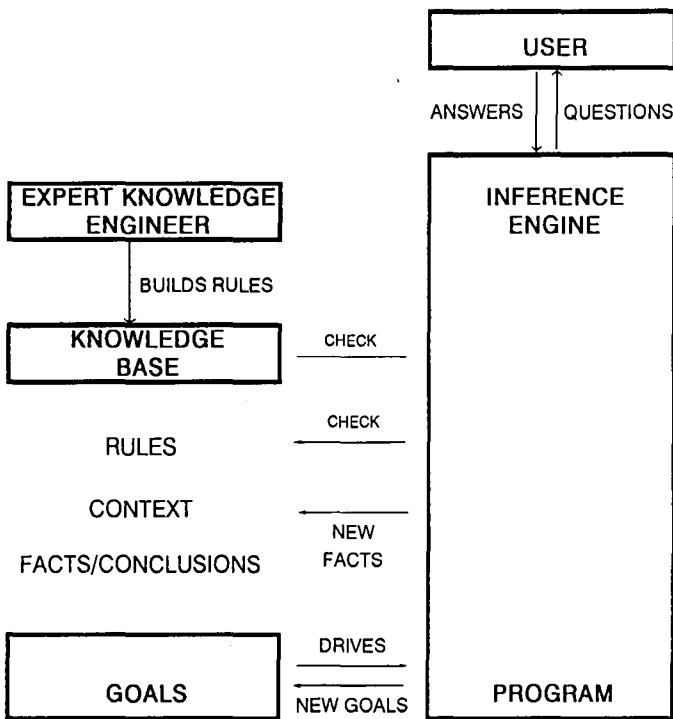 USER
ANSWERS
QUESTIONS
EXPERT KNOWLEDGE
ENGINEER
INFERENCE
ENGINE
BUILDS RULES
KNOWLEDGE
BASE
CHECK
CHECK
RULES
CONTEXT
NEW
FACTS
FACTS/CONCLUSIONS
DRIVES
GOALS
NEW GOALS
PROGRAM